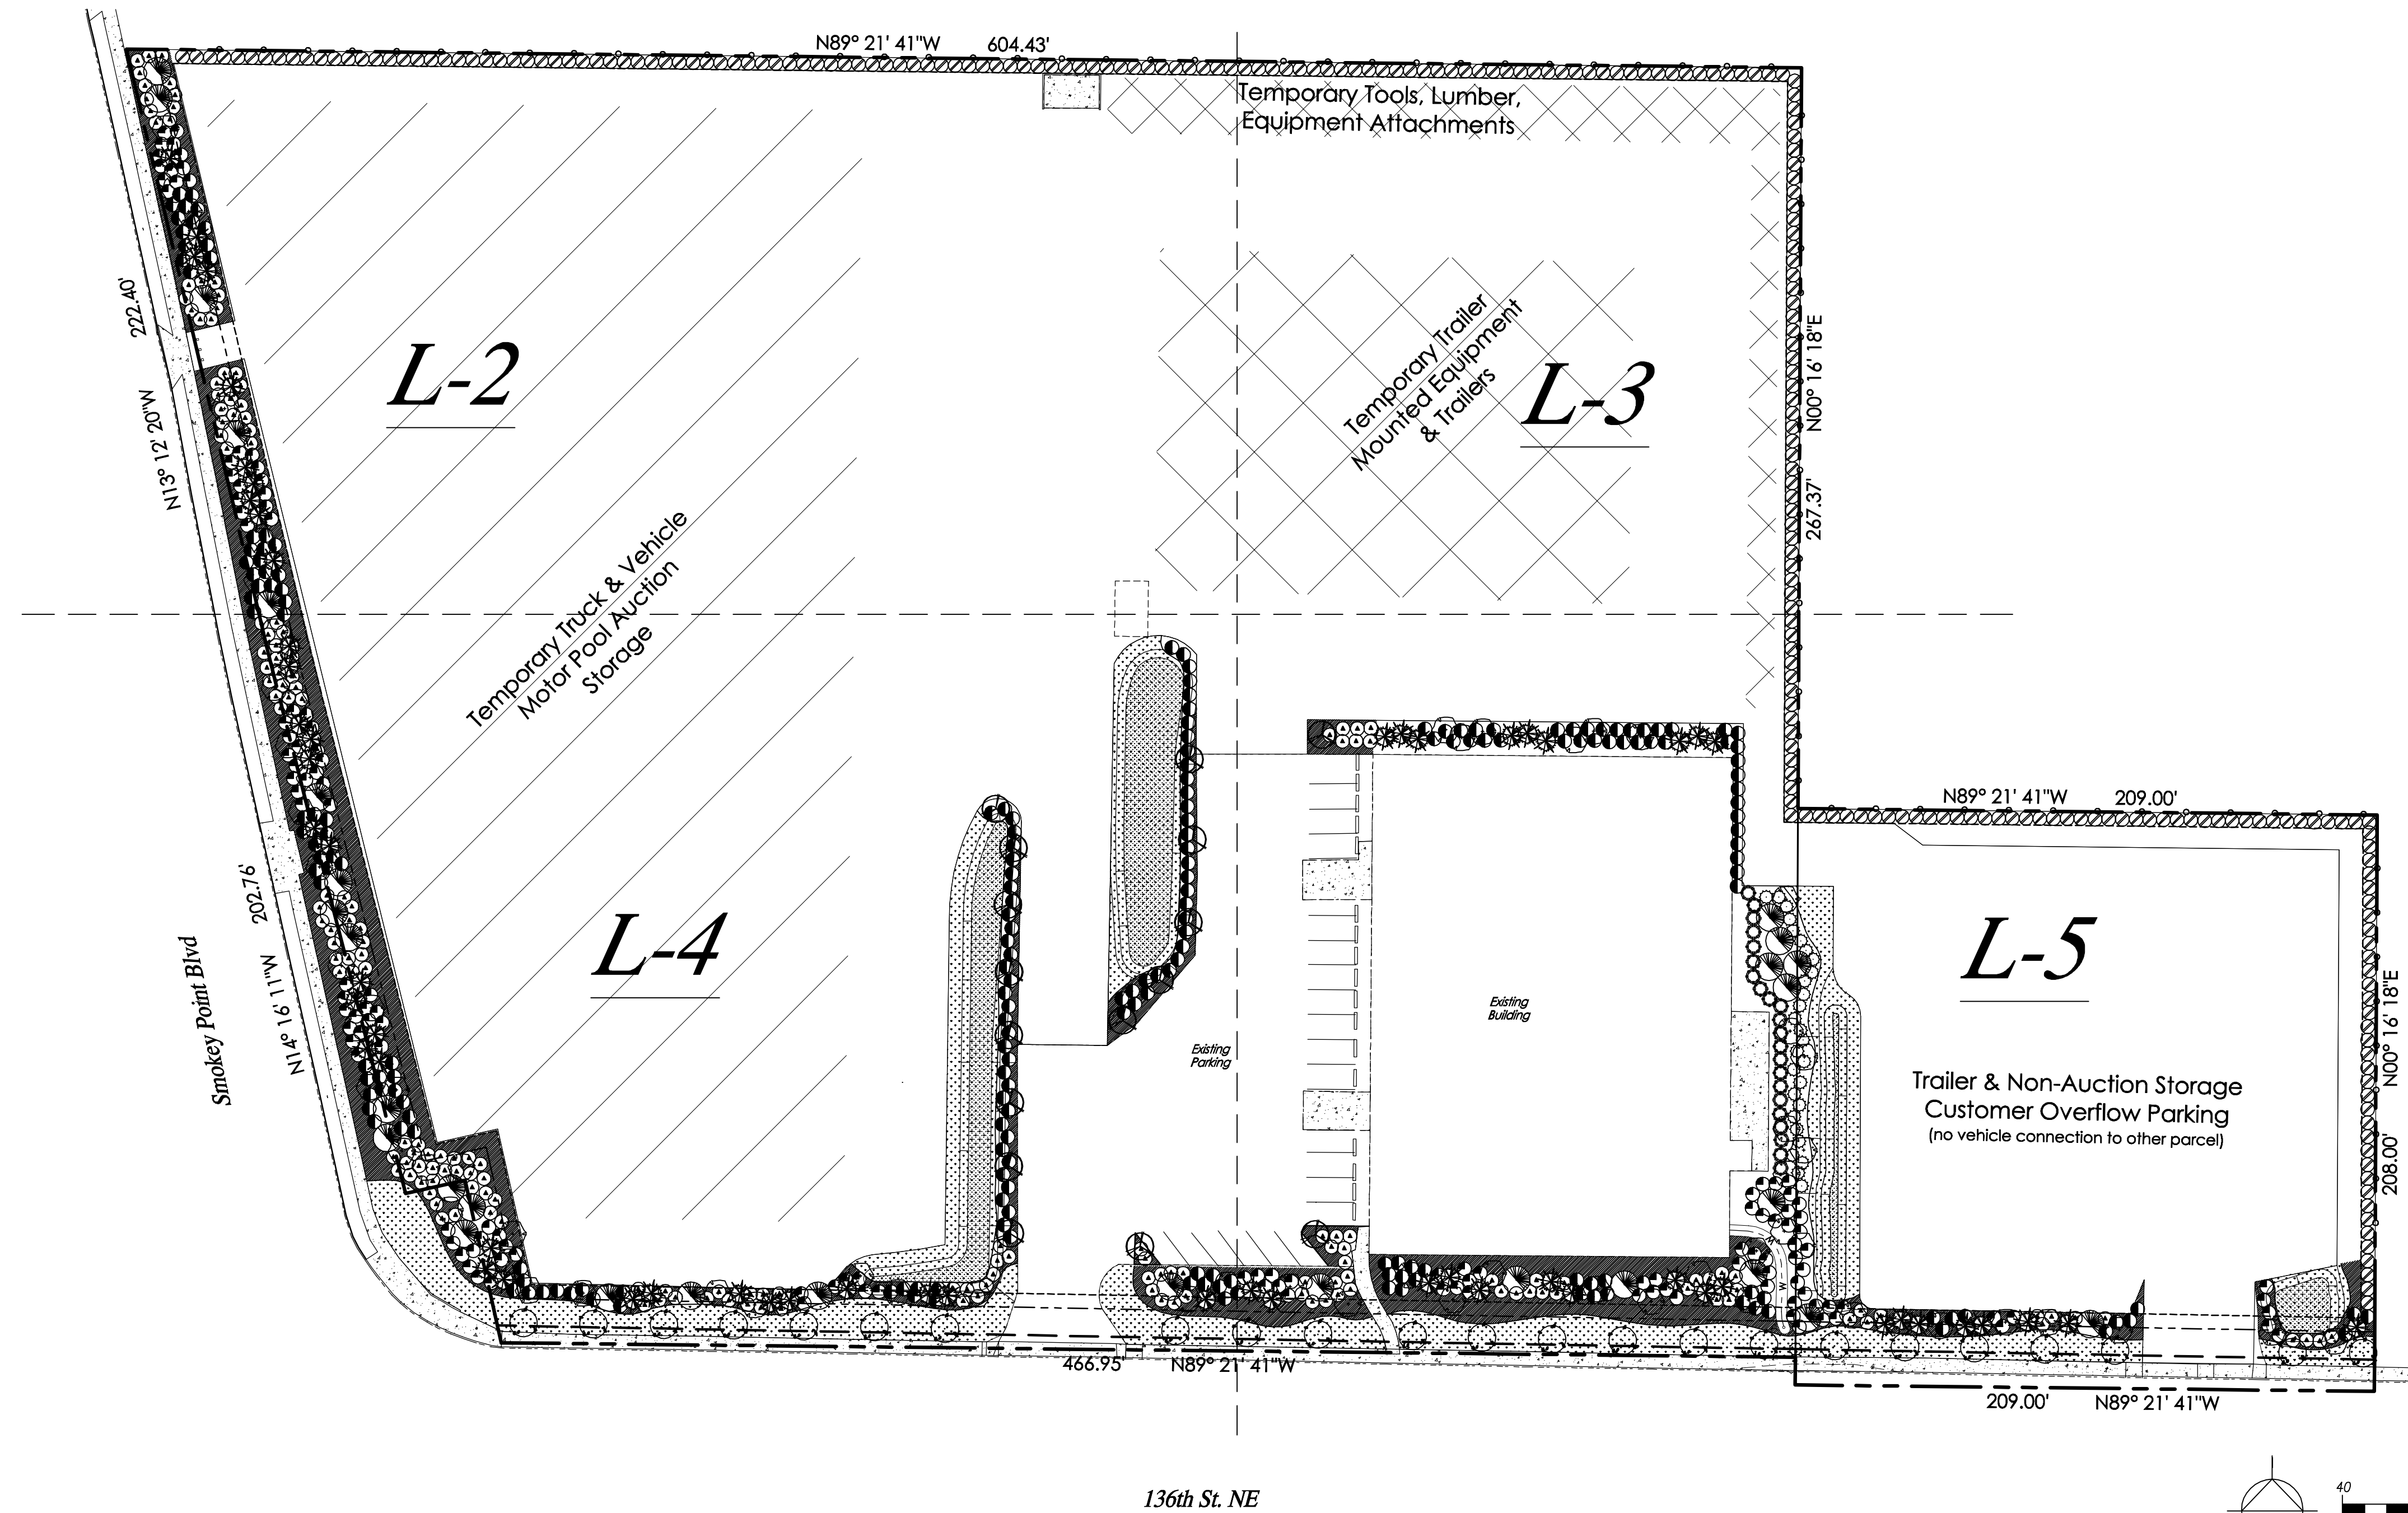 N89° 21' 41"W 604.43'
Temporary Tools, Lumber,
Equipment Attachments
222.40'
N13° 12' 20"W
L-2
Temporary Trailer
Mounted Equipment
& Trailers
L-3
N00° 16' 18"E
267.37'
Temporary Truck & Vehicle
Motor Pool Auction
Storage
N89° 21' 41"W 209.00'
202.76'
N14° 16' 11"W
Smokey Point Blvd
L-4
Existing
Parking
Existing
Building
L-5
Trailer & Non-Auction Storage
Customer Overflow Parking
(no vehicle connection to other parcel)
N00° 16' 18"E
208.00'
W
W
466.95' N89° 21' 41"W
209.00' N89° 21' 41"W
136th St. NE
40